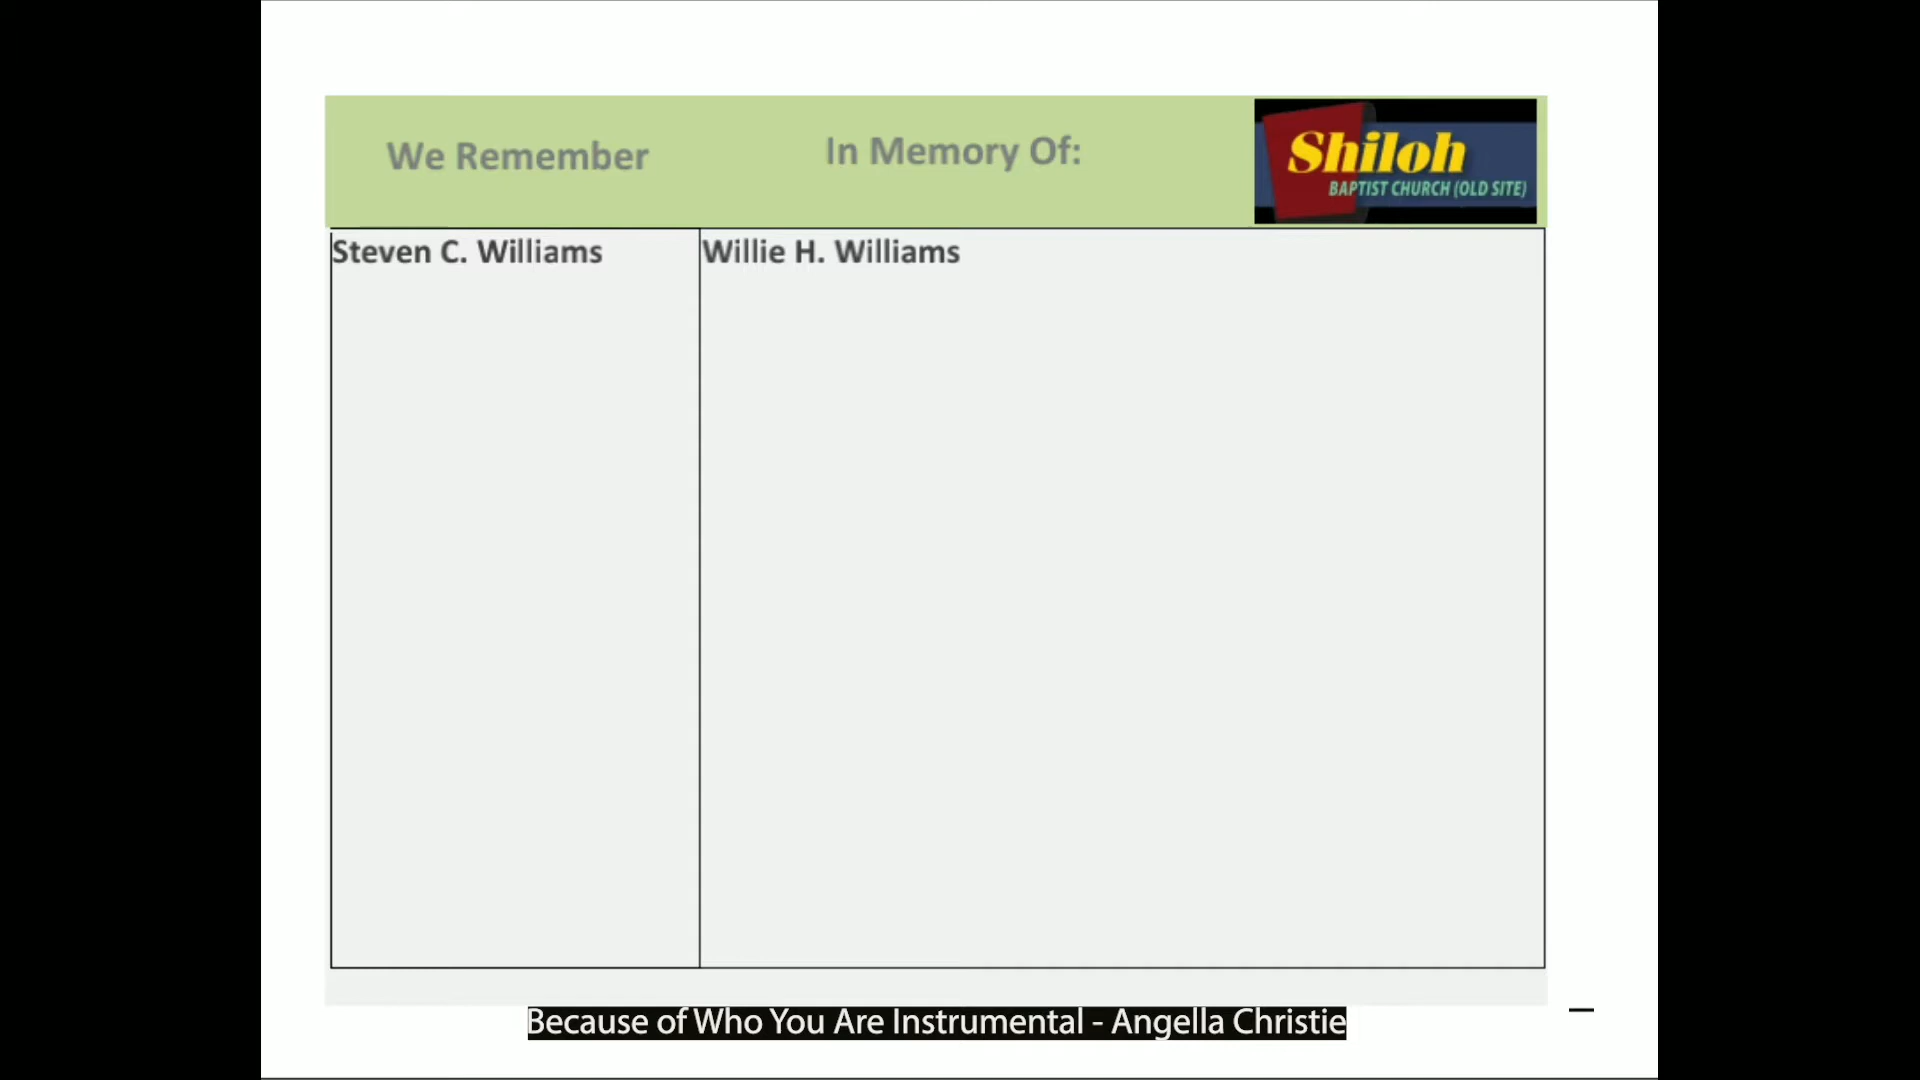 We Remember
In Memory Of:
Shiloh
BAPTIST CHURCH (OLD SITE)
Steven C. Williams
Willie H. Williams
Because of Who You Are Instrumental - Angella Christie